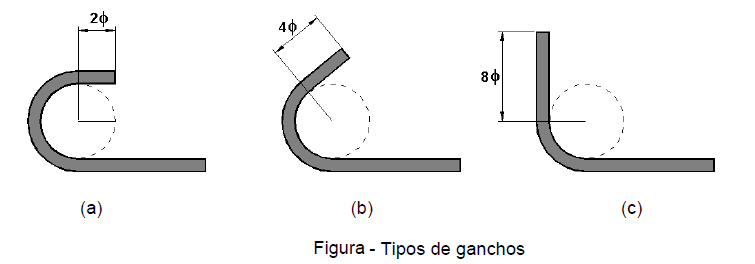 2ϕ
4ϕ
8ϕ
(a)
(b)
(c)
Figura - Tipos de ganchos